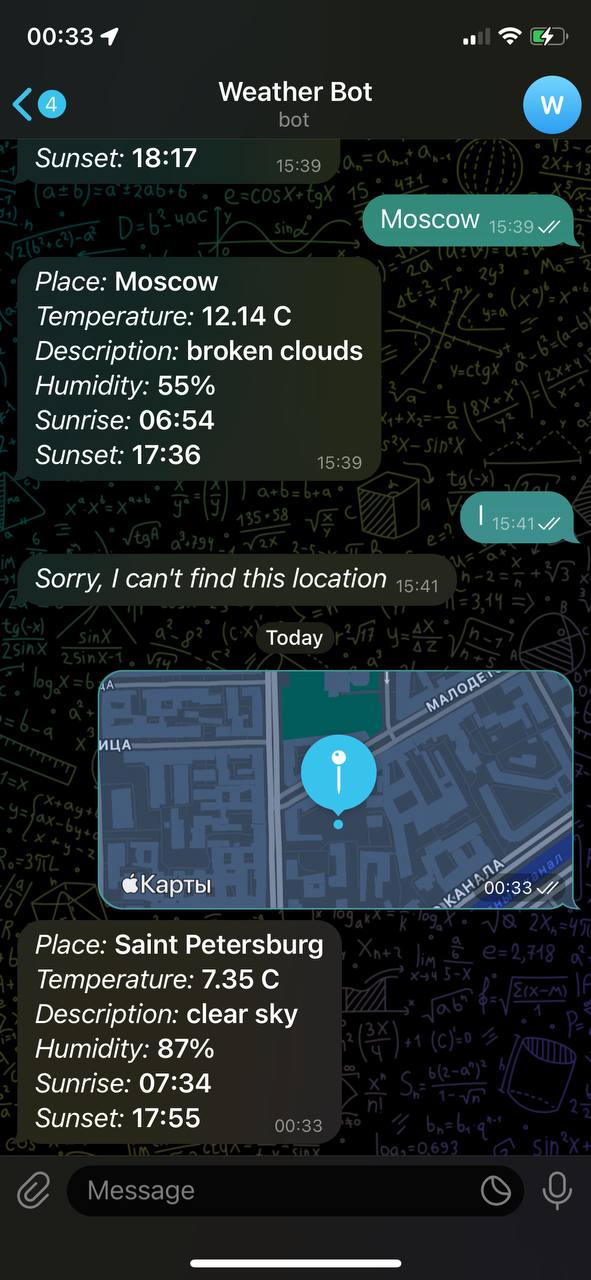 00:33
4
Weather Bot
bot
W
Sunset: 18:17
15:39
Moscow 15:39
Place: Moscow
Temperature: 12.14 C
Description: broken clouds
Humidity: 55%
Sunrise: 06:54
Sunset: 17:36
15:39
I 15:41
Sorry, I can't find this location 15:41
Today
ИЦА
МАЛОДЕТ
КАНАЛА
Карты
00:33
Place: Saint Petersburg
Temperature: 7.35 C
Description: clear sky
Humidity: 87%
Sunrise: 07:34
Sunset: 17:55
00:33
Message